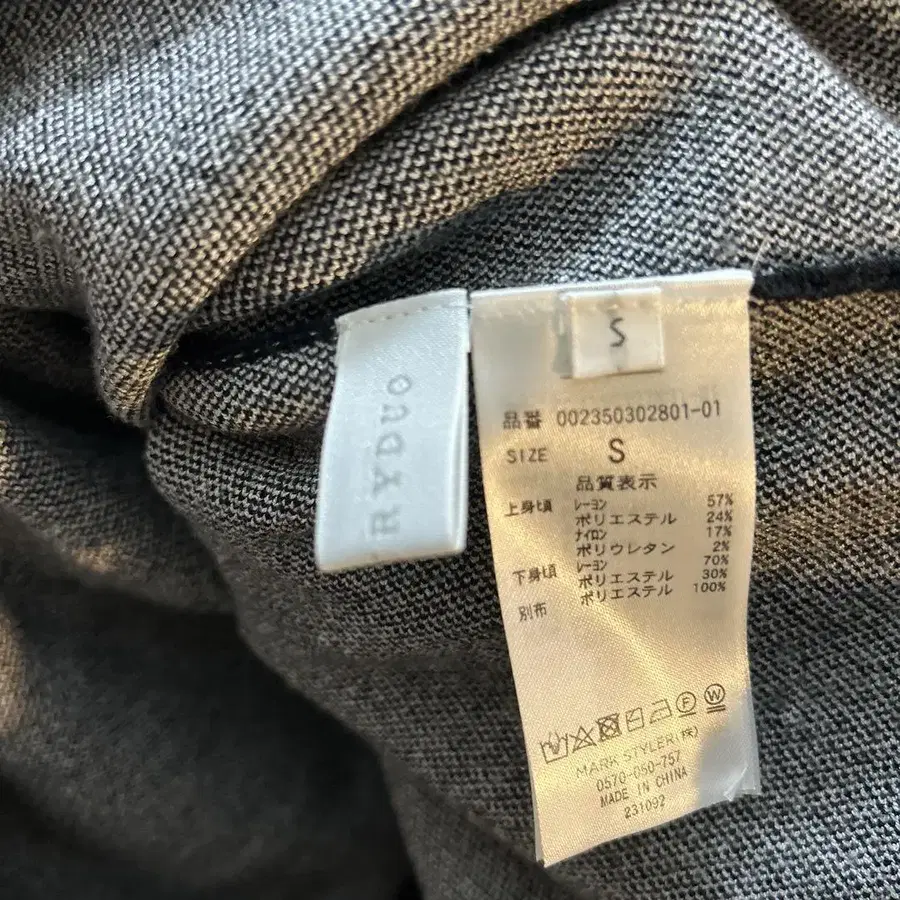 RYDUO
S
品番 002350302801-01
SIZE S
品質表示
上身頃 レーヨン 57%
ポリエステル 24%
ナイロン 17%
ポリウレタン 2%
下身頃 レーヨン 70%
ポリエステル 30%
別布 ポリエステル 100%
F W
MARK STYLER(株)
0570-050-757
MADE IN CHINA
231092